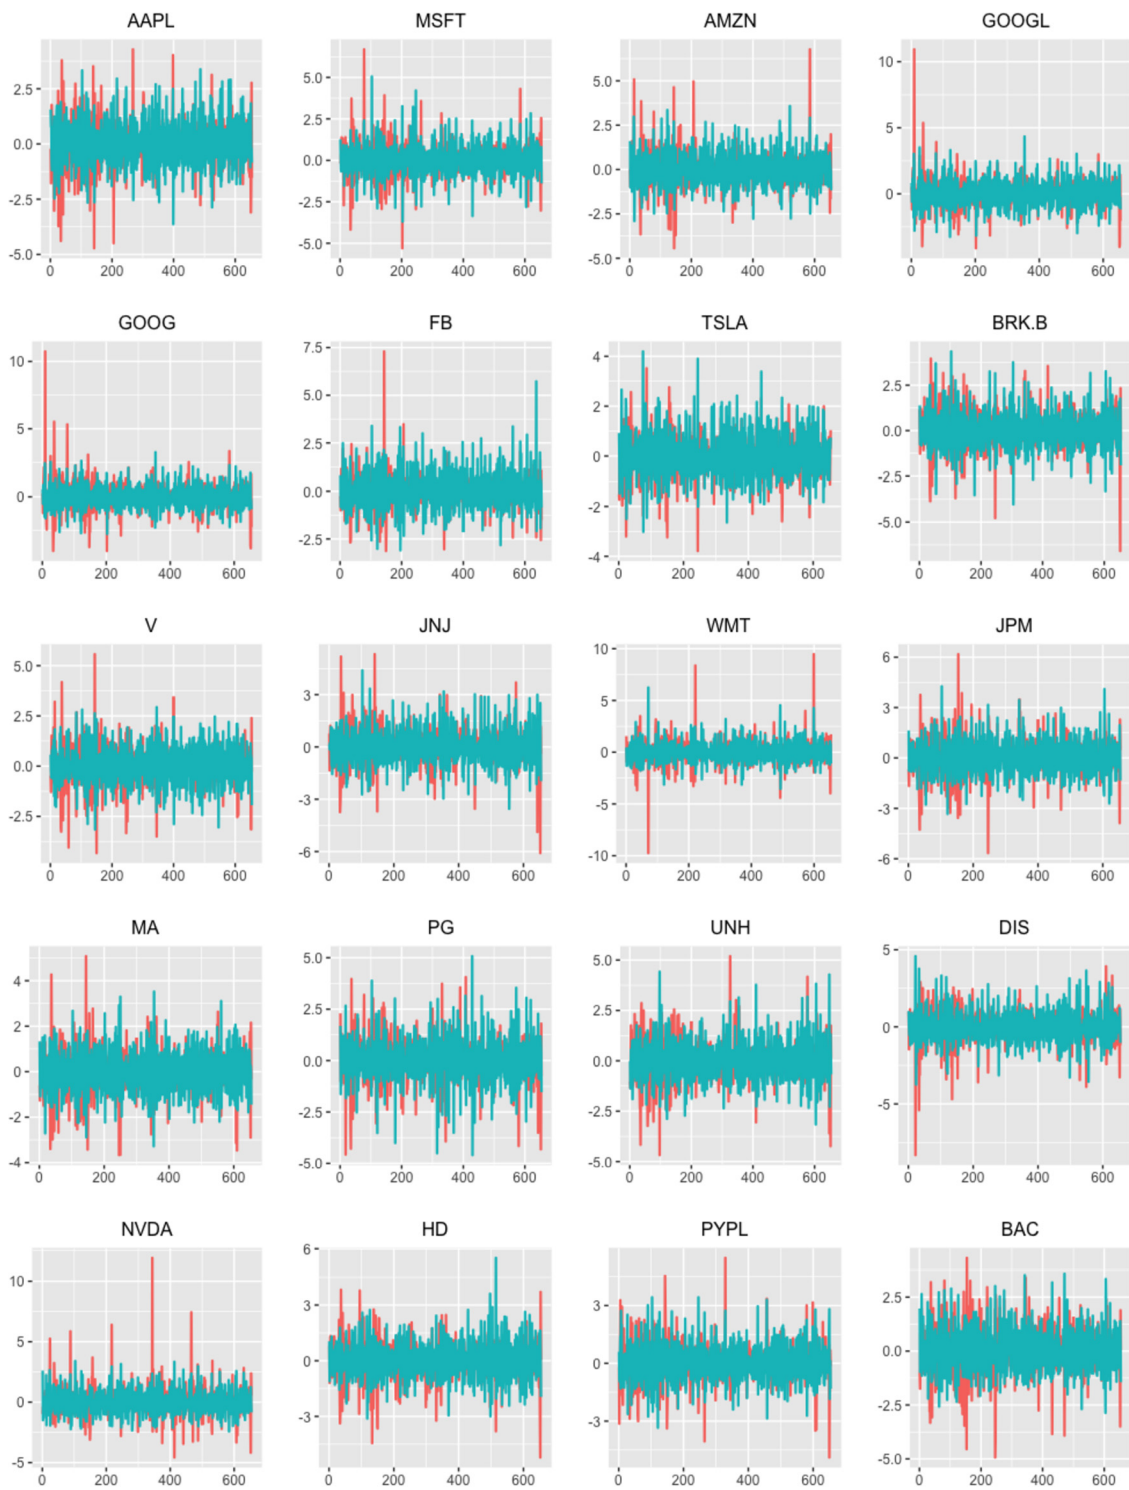 AAPL MSFT AMZN GOOGL
2.5 0.0 -2.5 -5.0
5.0 2.5 0.0 -2.5 -5.0
5.0 2.5 0.0 -2.5 -5.0
10 5 0
0 200 400 600 0 200 400 600 0 200 400 600 0 200 400 600
GOOG FB TSLA BRK.B
10 5 0
7.5 5.0 2.5 0.0 -2.5
4 2 0 -2 -4
2.5 0.0 -2.5 -5.0
0 200 400 600 0 200 400 600 0 200 400 600 0 200 400 600
V JNJ WMT JPM
5.0 2.5 0.0 -2.5
3 0 -3 -6
10 5 0 -5 -10
6 3 0 -3 -6
0 200 400 600 0 200 400 600 0 200 400 600 0 200 400 600
MA PG UNH DIS
4 2 0 -2 -4
5.0 2.5 0.0 -2.5 -5.0
5.0 2.5 0.0 -2.5 -5.0
5 0 -5
0 200 400 600 0 200 400 600 0 200 400 600 0 200 400 600
NVDA HD PYPL BAC
10 5 0 -5
6 3 0 -3
3 0 -3
2.5 0.0 -2.5 -5.0
0 200 400 600 0 200 400 600 0 200 400 600 0 200 400 600